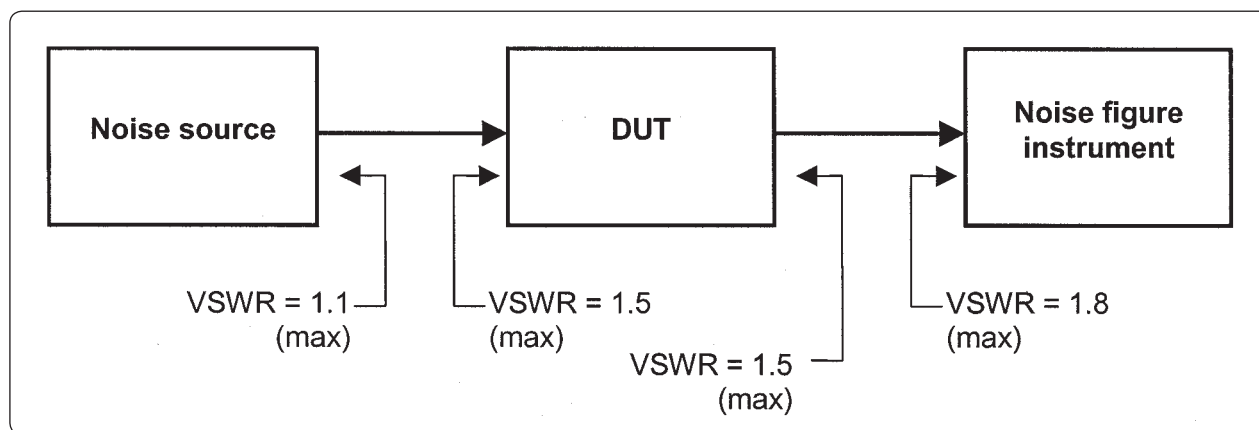 Noise source
DUT
Noise figure
instrument
VSWR = 1.1
(max)
VSWR = 1.5
(max)
VSWR = 1.5
(max)
VSWR = 1.8
(max)